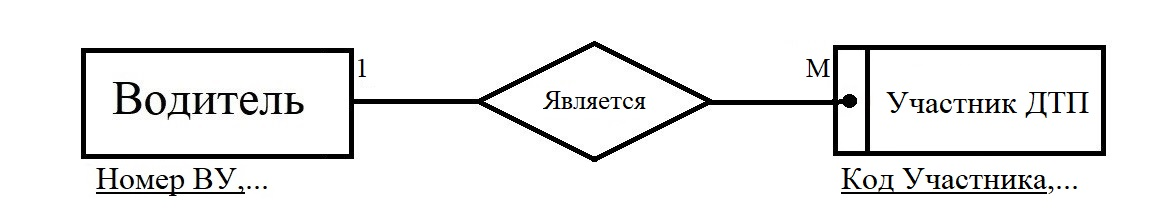 1
М
Водитель
Является
Участник ДТП
Номер ВУ,...
Код Участника,...